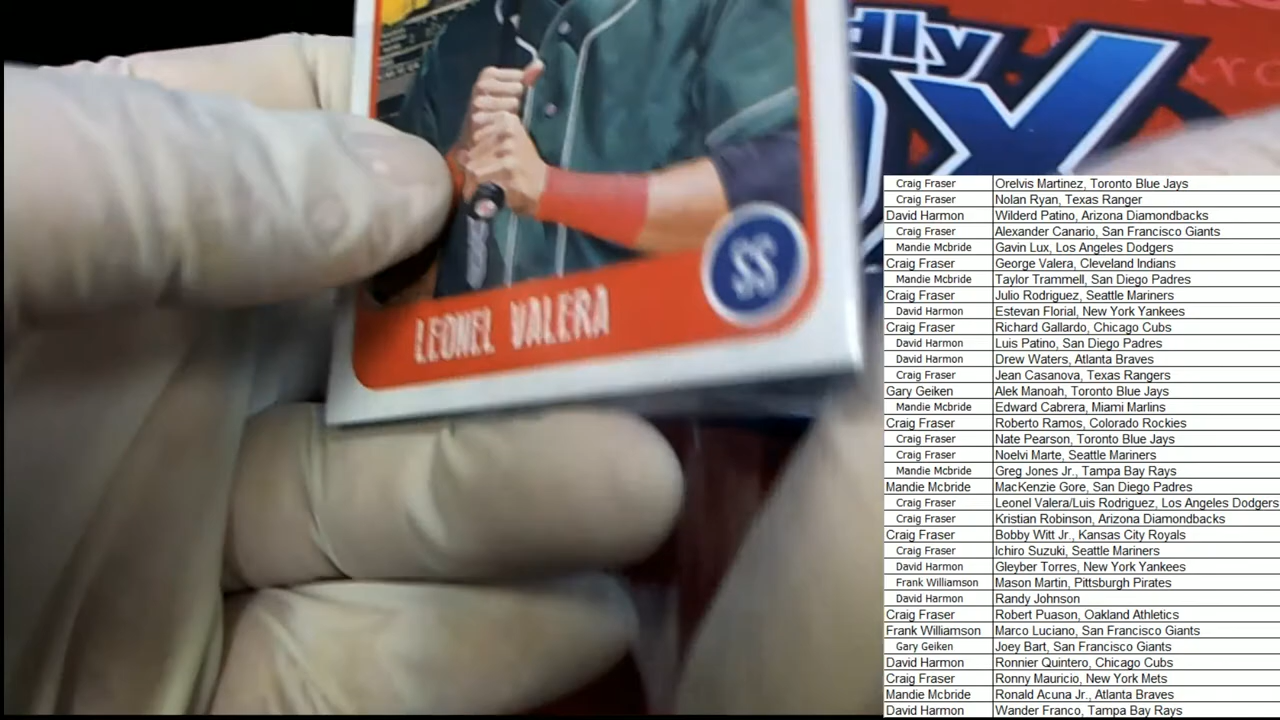 dly
LEONEL VALERA
SS
Craig Fraser Orelvis Martinez, Toronto Blue Jays
Craig Fraser Nolan Ryan, Texas Ranger
David Harmon Wilderd Patino, Arizona Diamondbacks
Craig Fraser Alexander Canario, San Francisco Giants
Mandie Mcbride Gavin Lux, Los Angeles Dodgers
Craig Fraser George Valera, Cleveland Indians
Mandie Mcbride Taylor Trammell, San Diego Padres
Craig Fraser Julio Rodriguez, Seattle Mariners
David Harmon Estevan Florial, New York Yankees
Craig Fraser Richard Gallardo, Chicago Cubs
David Harmon Luis Patino, San Diego Padres
David Harmon Drew Waters, Atlanta Braves
Craig Fraser Jean Casanova, Texas Rangers
Gary Geiken Alek Manoah, Toronto Blue Jays
Mandie Mcbride Edward Cabrera, Miami Marlins
Craig Fraser Roberto Ramos, Colorado Rockies
Craig Fraser Nate Pearson, Toronto Blue Jays
Craig Fraser Noelvi Marte, Seattle Mariners
Mandie Mcbride Greg Jones Jr., Tampa Bay Rays
Mandie Mcbride MacKenzie Gore, San Diego Padres
Craig Fraser Leonel Valera/Luis Rodriguez, Los Angeles Dodgers
Craig Fraser Kristian Robinson, Arizona Diamondbacks
Craig Fraser Bobby Witt Jr., Kansas City Royals
Craig Fraser Ichiro Suzuki, Seattle Mariners
David Harmon Gleyber Torres, New York Yankees
Frank Williamson Mason Martin, Pittsburgh Pirates
David Harmon Randy Johnson
Craig Fraser Robert Puason, Oakland Athletics
Frank Williamson Marco Luciano, San Francisco Giants
Gary Geiken Joey Bart, San Francisco Giants
David Harmon Ronnier Quintero, Chicago Cubs
Craig Fraser Ronny Mauricio, New York Mets
Mandie Mcbride Ronald Acuna Jr., Atlanta Braves
David Harmon Wander Franco, Tampa Bay Rays